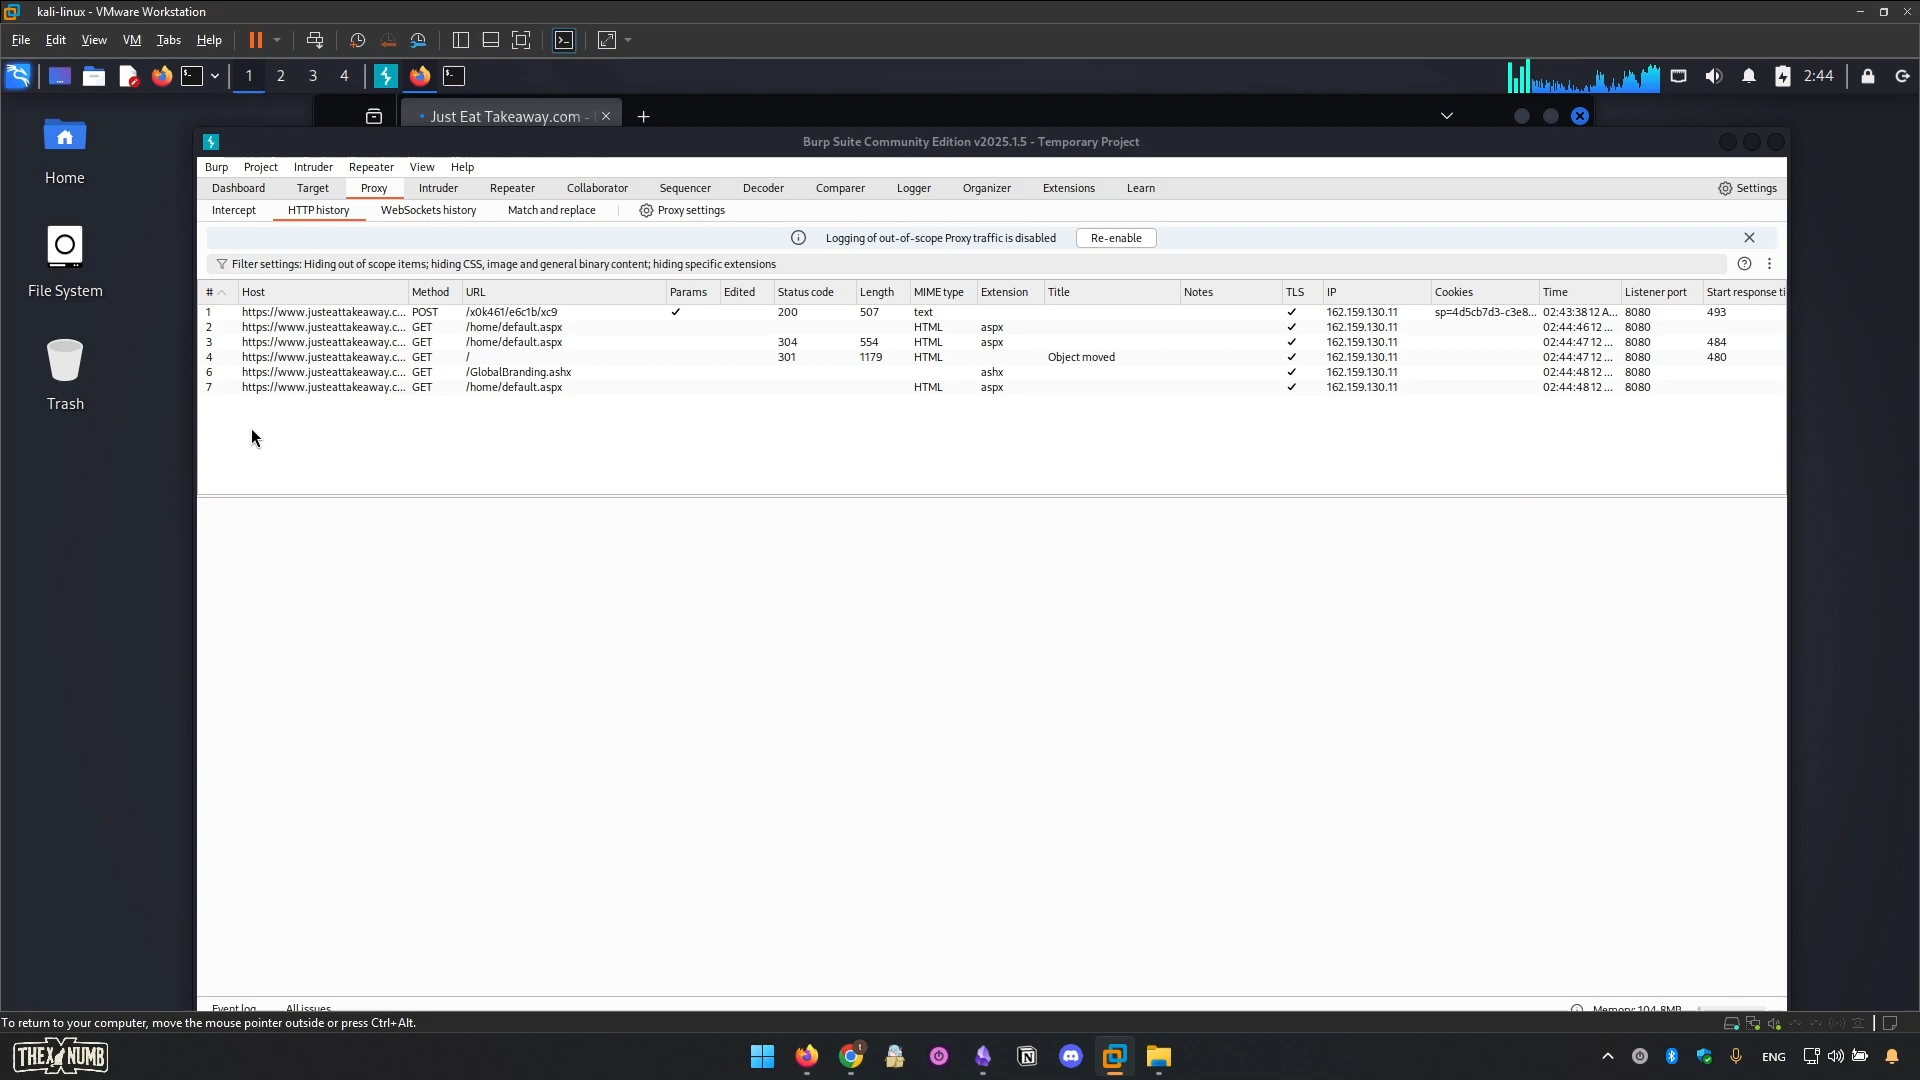 kali-linux - VMware Workstation
File Edit View VM Tabs Help
1 2 3 4 2:44
Just Eat Takeaway.com -
Home
File System
Trash
Burp Suite Community Edition v2025.1.5 - Temporary Project
Burp Project Intruder Repeater View Help
Dashboard Target Proxy Intruder Repeater Collaborator Sequencer Decoder Comparer Logger Organizer Extensions Learn Settings
Intercept HTTP history WebSockets history Match and replace Proxy settings
Logging of out-of-scope Proxy traffic is disabled Re-enable
Filter settings: Hiding out of scope items; hiding CSS, image and general binary content; hiding specific extensions
# Host Method URL Params Edited Status code Length MIME type Extension Title Notes TLS IP Cookies Time Listener port Start response ti
1 https://www.justeattakeaway.c... POST /x0k461/e6c1b/xc9 ✓ 200 507 text ✓ 162.159.130.11 sp=4d5cb7d3-c3e8... 02:43:38 12 A... 8080 493
2 https://www.justeattakeaway.c... GET /home/default.aspx HTML aspx ✓ 162.159.130.11 02:44:46 12 ... 8080
3 https://www.justeattakeaway.c... GET /home/default.aspx 304 554 HTML aspx ✓ 162.159.130.11 02:44:47 12 ... 8080 484
4 https://www.justeattakeaway.c... GET / 301 1179 HTML Object moved ✓ 162.159.130.11 02:44:47 12 ... 8080 480
6 https://www.justeattakeaway.c... GET /GlobalBranding.ashx ashx ✓ 162.159.130.11 02:44:48 12 ... 8080
7 https://www.justeattakeaway.c... GET /home/default.aspx HTML aspx ✓ 162.159.130.11 02:44:48 12 ... 8080
Event log All issues Memory: 104.8MB
To return to your computer, move the mouse pointer outside or press Ctrl+Alt.
THEXNUMB
ENG